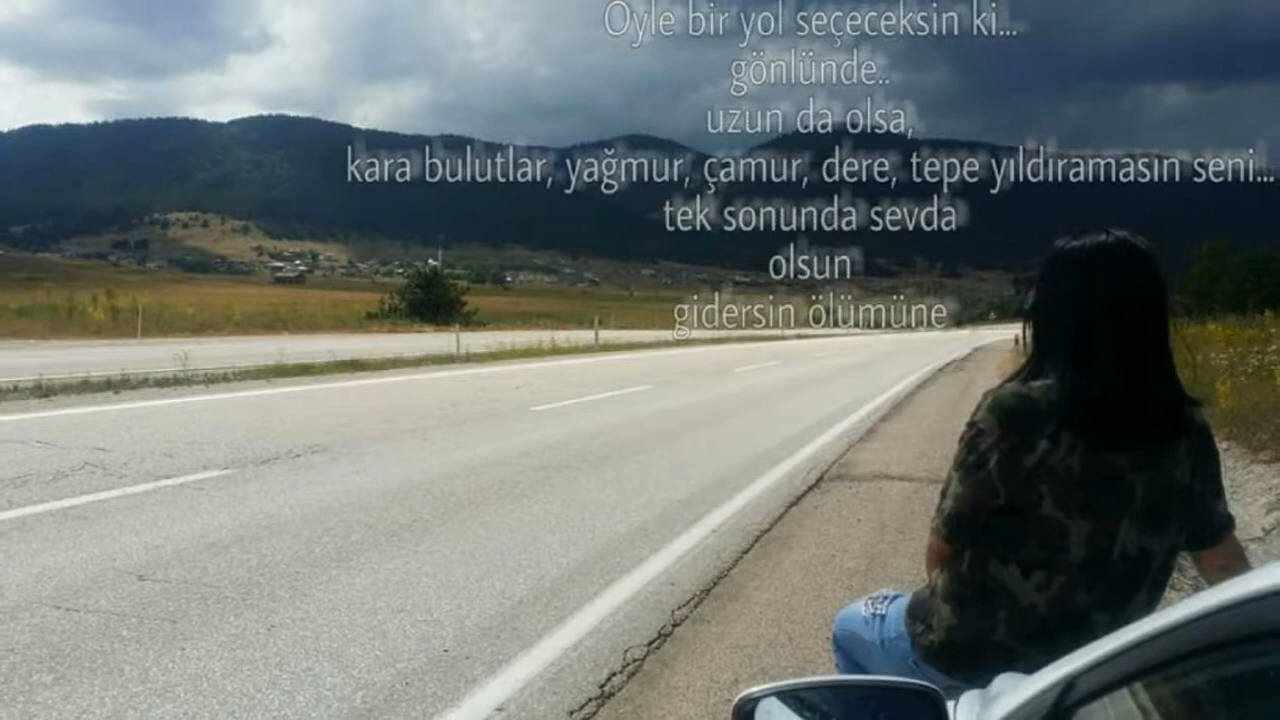 Öyle bir yol seçeceksin ki...
gönlünde..
uzun da olsa,
kara bulutlar, yağmur, çamur, dere, tepe yıldıramasın seni...
tek sonunda sevda
olsun
gidersin ölümüne